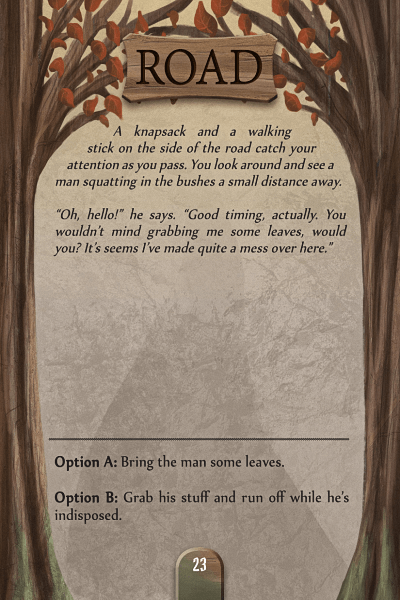 ROAD
A knapsack and a walking
stick on the side of the road catch your
attention as you pass. You look around and see a
man squatting in the bushes a small distance away.
“Oh, hello!” he says. “Good timing, actually. You
wouldn’t mind grabbing me some leaves, would
you? It’s seems I’ve made quite a mess over here.”
Option A: Bring the man some leaves.
Option B: Grab his stuff and run off while he’s
indisposed.
23